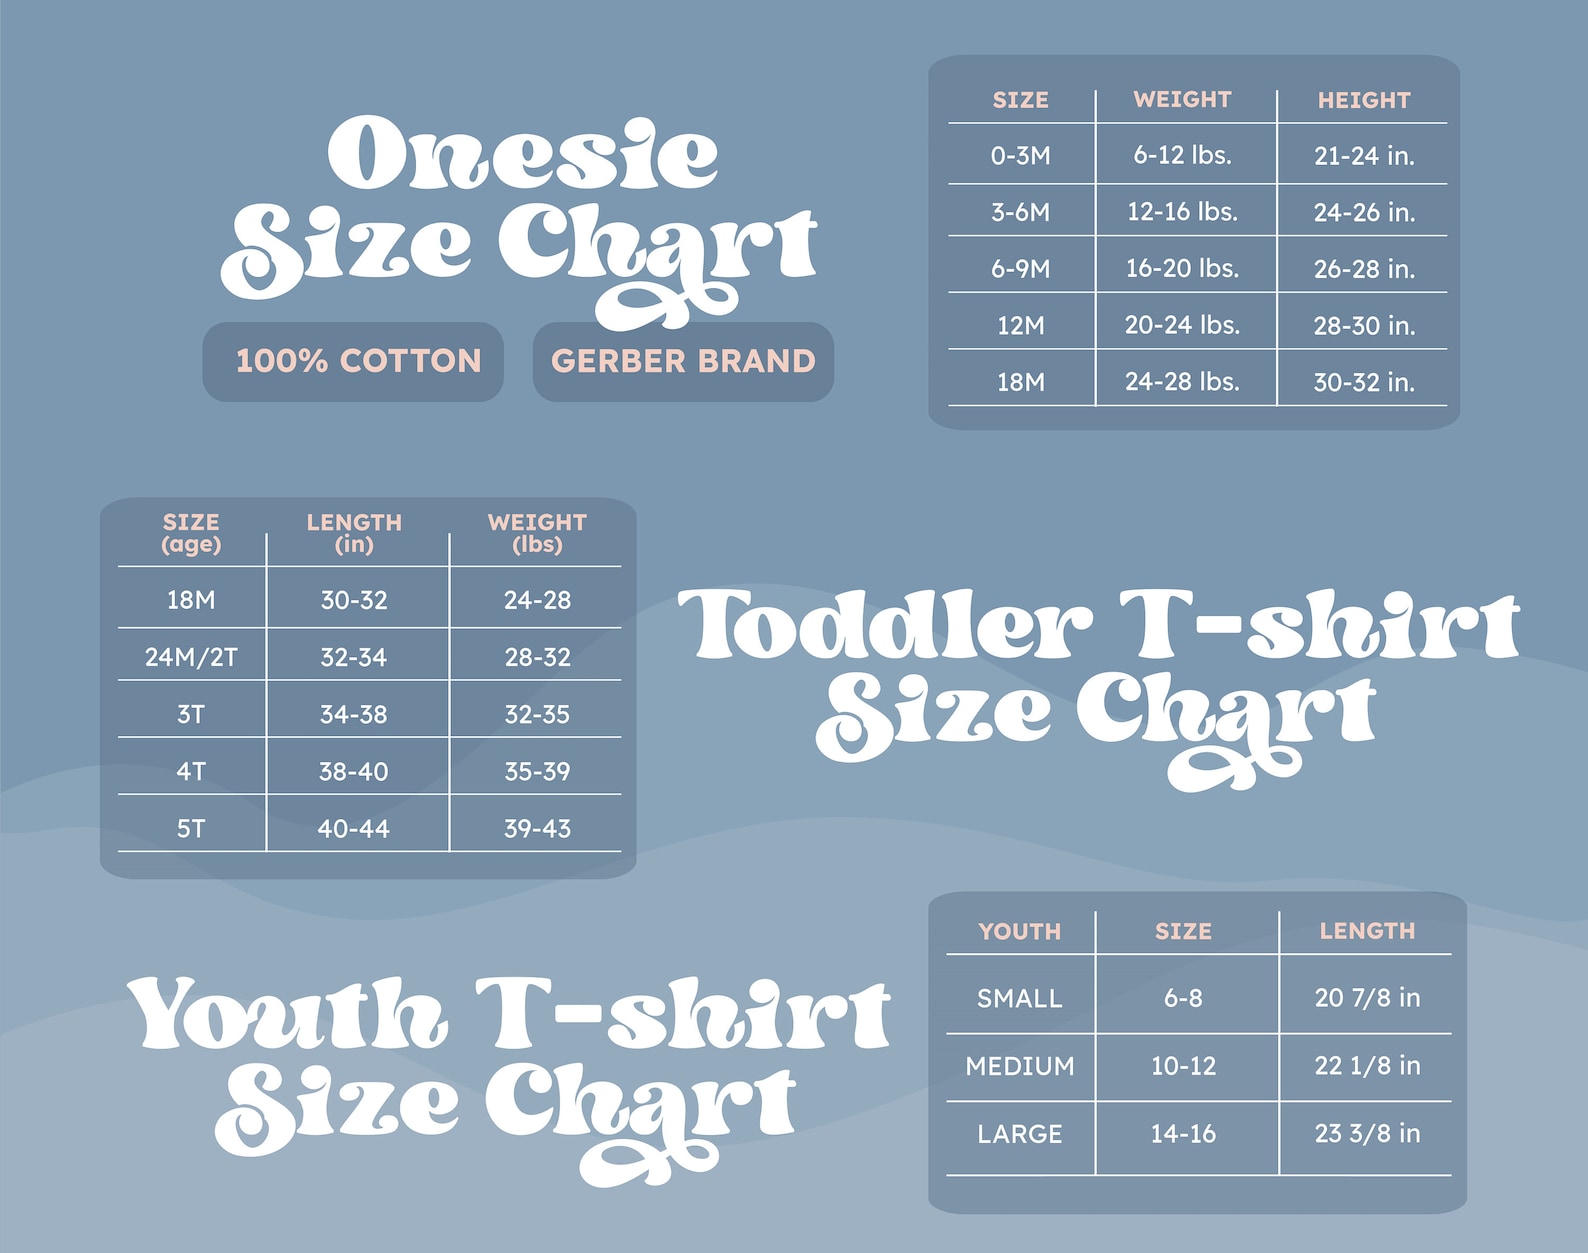 Onesie
Size Chart
100% COTTON GERBER BRAND
SIZE WEIGHT HEIGHT
0-3M 6-12 lbs. 21-24 in.
3-6M 12-16 lbs. 24-26 in.
6-9M 16-20 lbs. 26-28 in.
12M 20-24 lbs. 28-30 in.
18M 24-28 lbs. 30-32 in.
SIZE LENGTH WEIGHT
(age) (in) (lbs)
18M 30-32 24-28
24M/2T 32-34 28-32
3T 34-38 32-35
4T 38-40 35-39
5T 40-44 39-43
Toddler T-shirt
Size Chart
Youth T-shirt
Size Chart
YOUTH SIZE LENGTH
SMALL 6-8 20 7/8 in
MEDIUM 10-12 22 1/8 in
LARGE 14-16 23 3/8 in